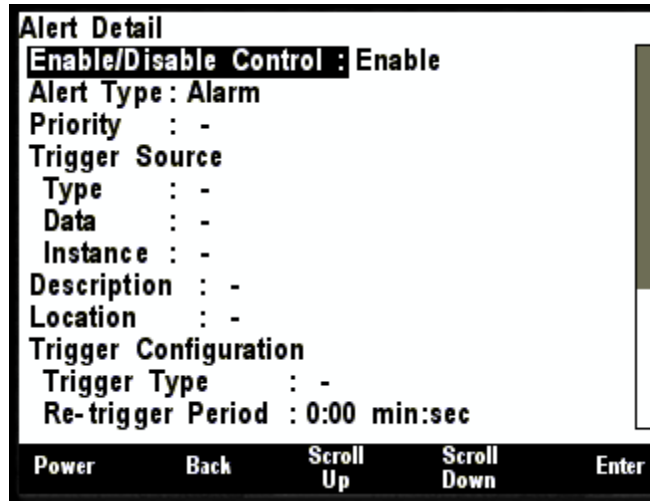 Alert Detail
Enable/Disable Control : Enable
Alert Type : Alarm
Priority : -
Trigger Source
Type : -
Data : -
Instance : -
Description : -
Location : -
Trigger Configuration
Trigger Type : -
Re-trigger Period : 0:00 min:sec
Power Back Scroll Up Scroll Down Enter